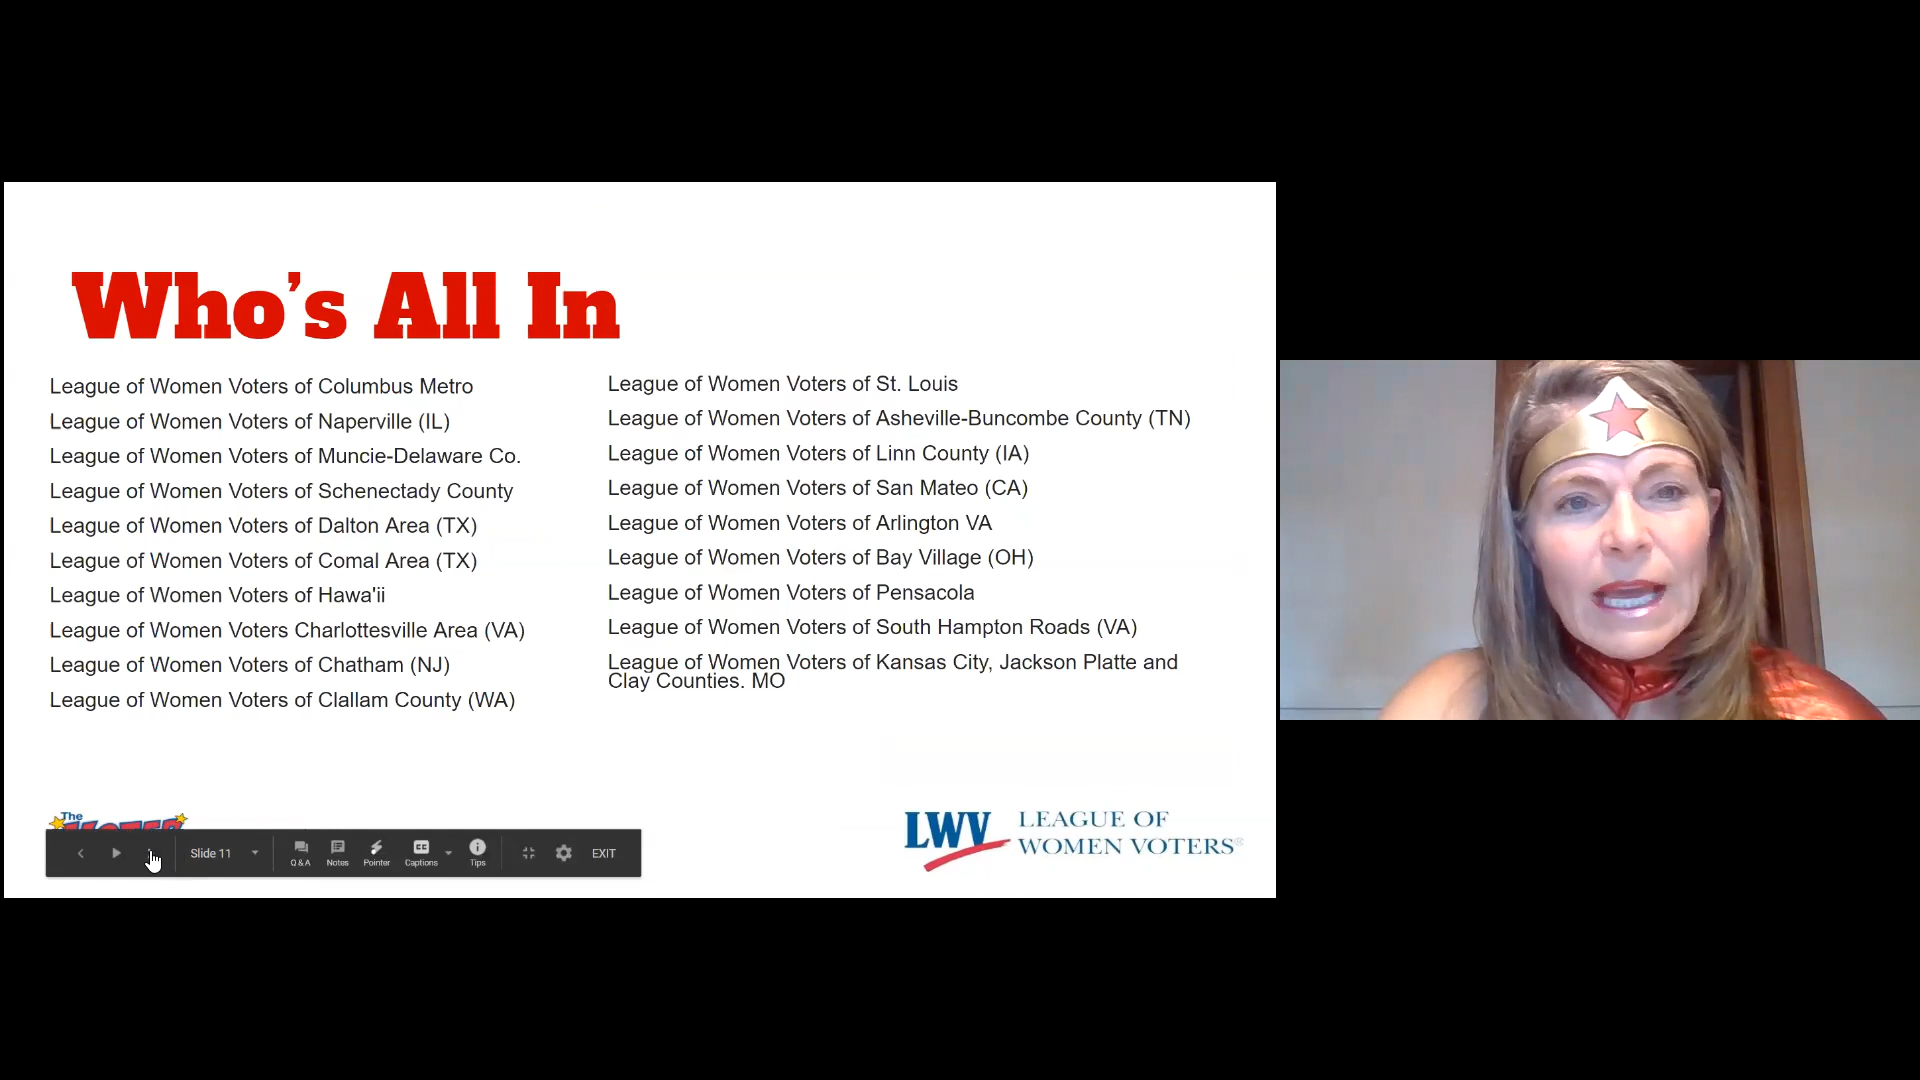 Who's All In
League of Women Voters of Columbus Metro
League of Women Voters of Naperville (IL)
League of Women Voters of Muncie-Delaware Co.
League of Women Voters of Schenectady County
League of Women Voters of Dalton Area (TX)
League of Women Voters of Comal Area (TX)
League of Women Voters of Hawa'ii
League of Women Voters Charlottesville Area (VA)
League of Women Voters of Chatham (NJ)
League of Women Voters of Clallam County (WA)
League of Women Voters of St. Louis
League of Women Voters of Asheville-Buncombe County (TN)
League of Women Voters of Linn County (IA)
League of Women Voters of San Mateo (CA)
League of Women Voters of Arlington VA
League of Women Voters of Bay Village (OH)
League of Women Voters of Pensacola
League of Women Voters of South Hampton Roads (VA)
League of Women Voters of Kansas City, Jackson Platte and
Clay Counties. MO
The
Slide 11
Q & A
Notes
Pointer
Captions
Tips
EXIT
LWV
LEAGUE OF
WOMEN VOTERS®